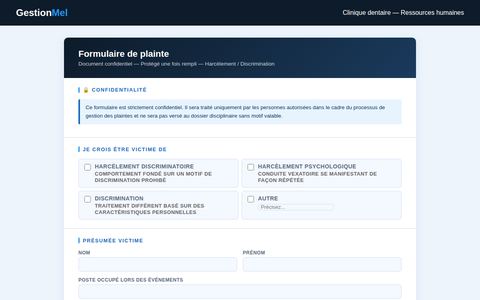 GestionMel
Clinique dentaire — Ressources humaines
Formulaire de plainte
Document confidentiel — Protégé une fois rempli — Harcèlement / Discrimination
🔒 CONFIDENTIALITÉ
Ce formulaire est strictement confidentiel. Il sera traité uniquement par les personnes autorisées dans le cadre du processus de
gestion des plaintes et ne sera pas versé au dossier disciplinaire sans motif valable.
JE CROIS ÊTRE VICTIME DE
HARCÈLEMENT DISCRIMINATOIRE
COMPORTEMENT FONDÉ SUR UN MOTIF DE
DISCRIMINATION PROHIBÉ
HARCÈLEMENT PSYCHOLOGIQUE
CONDUITE VEXATOIRE SE MANIFESTANT DE
FAÇON RÉPÉTÉE
DISCRIMINATION
TRAITEMENT DIFFÉRENT BASÉ SUR DES
CARACTÉRISTIQUES PERSONNELLES
AUTRE
Précisez...
PRÉSUMÉE VICTIME
NOM
PRÉNOM
POSTE OCCUPÉ LORS DES ÉVÉNEMENTS